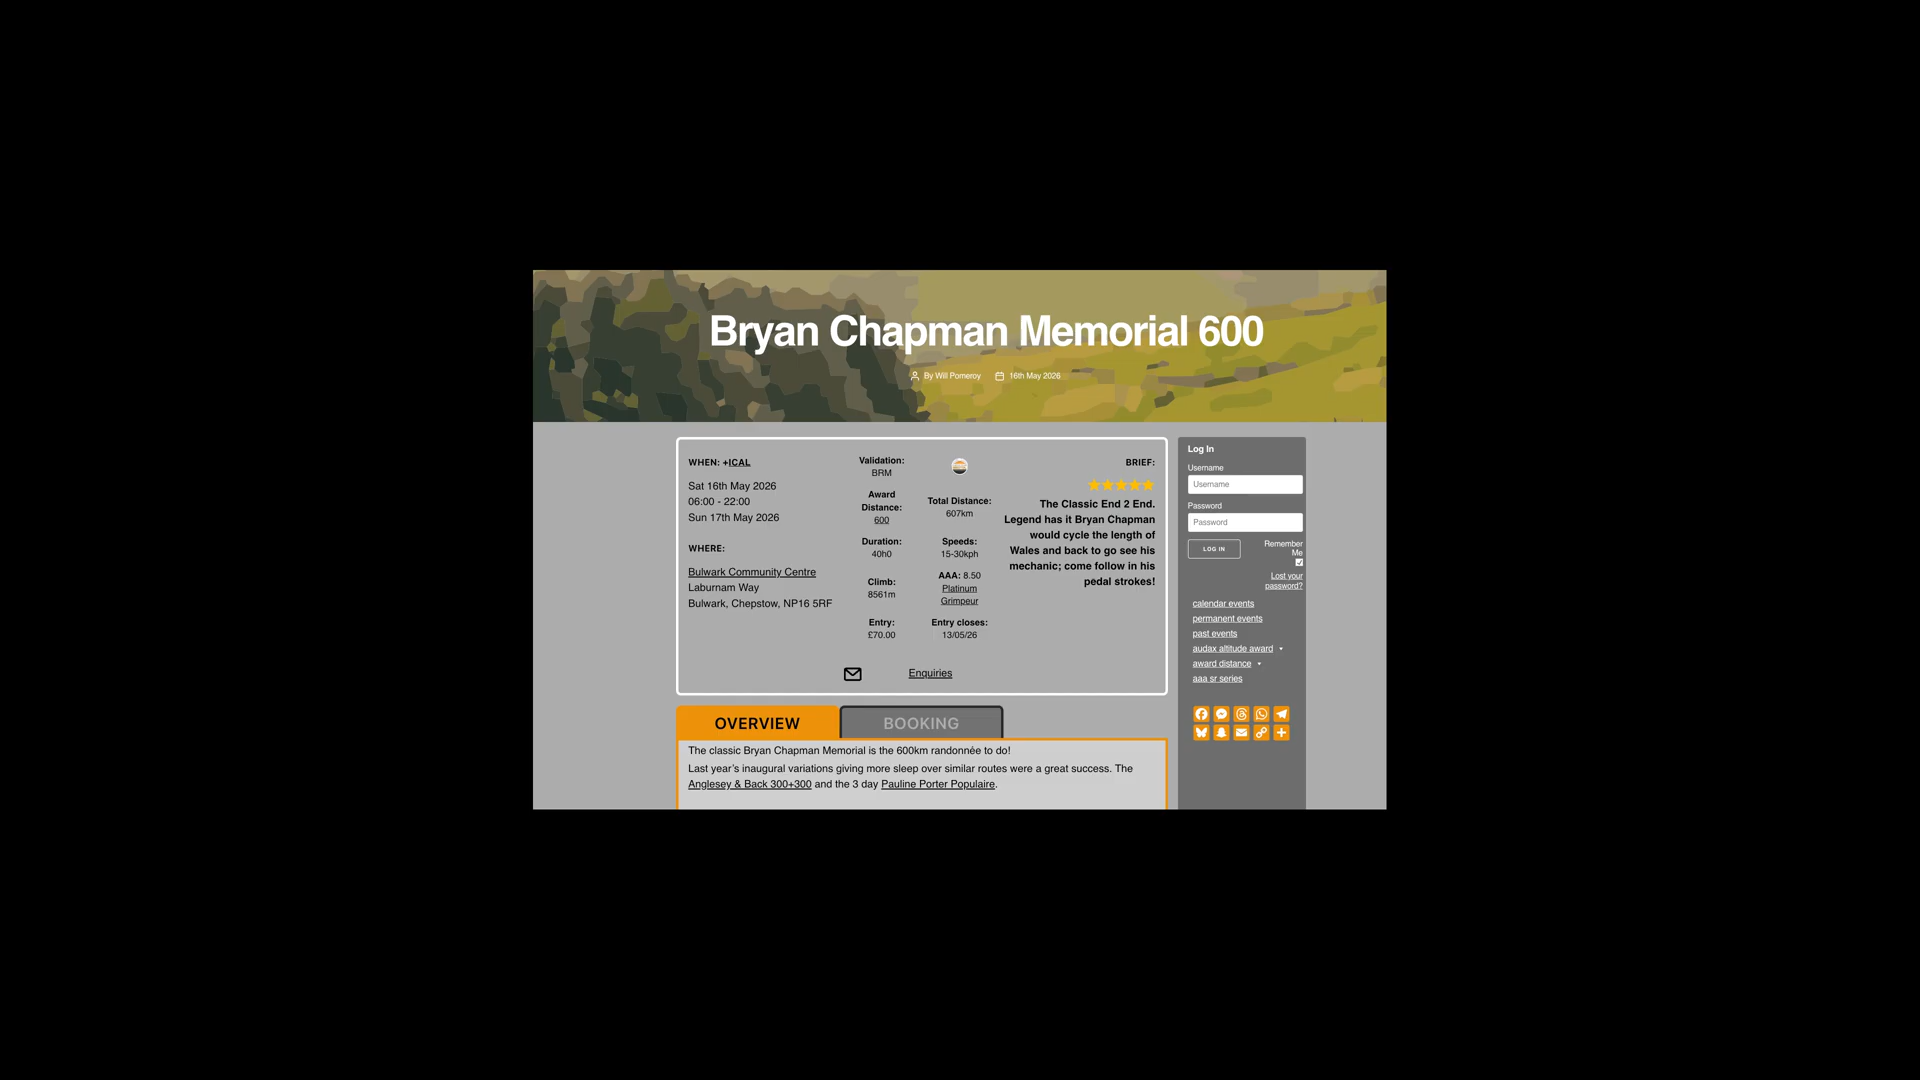 Bryan Chapman Memorial 600
By Will Pomeroy 16th May 2026
WHEN: +ICAL
Sat 16th May 2026
06:00 - 22:00
Sun 17th May 2026
WHERE:
Bulwark Community Centre
Laburnam Way
Bulwark, Chepstow, NP16 5RF
Validation:
BRM
Award
Distance:
600
Total Distance:
607km
Duration:
40h0
Speeds:
15-30kph
Climb:
8561m
AAA: 8.50
Platinum
Grimpeur
Entry:
£70.00
Entry closes:
13/05/26
BRIEF:
The Classic End 2 End.
Legend has it Bryan Chapman
would cycle the length of
Wales and back to go see his
mechanic; come follow in his
pedal strokes!
Enquiries
OVERVIEW
BOOKING
The classic Bryan Chapman Memorial is the 600km randonnée to do!
Last year's inaugural variations giving more sleep over similar routes were a great success. The
Anglesey & Back 300+300 and the 3 day Pauline Porter Populaire.
Log In
Username
Username
Password
Password
LOG IN
Remember
Me
Lost your
password?
calendar events
permanent events
past events
audax altitude award
award distance
aaa sr series